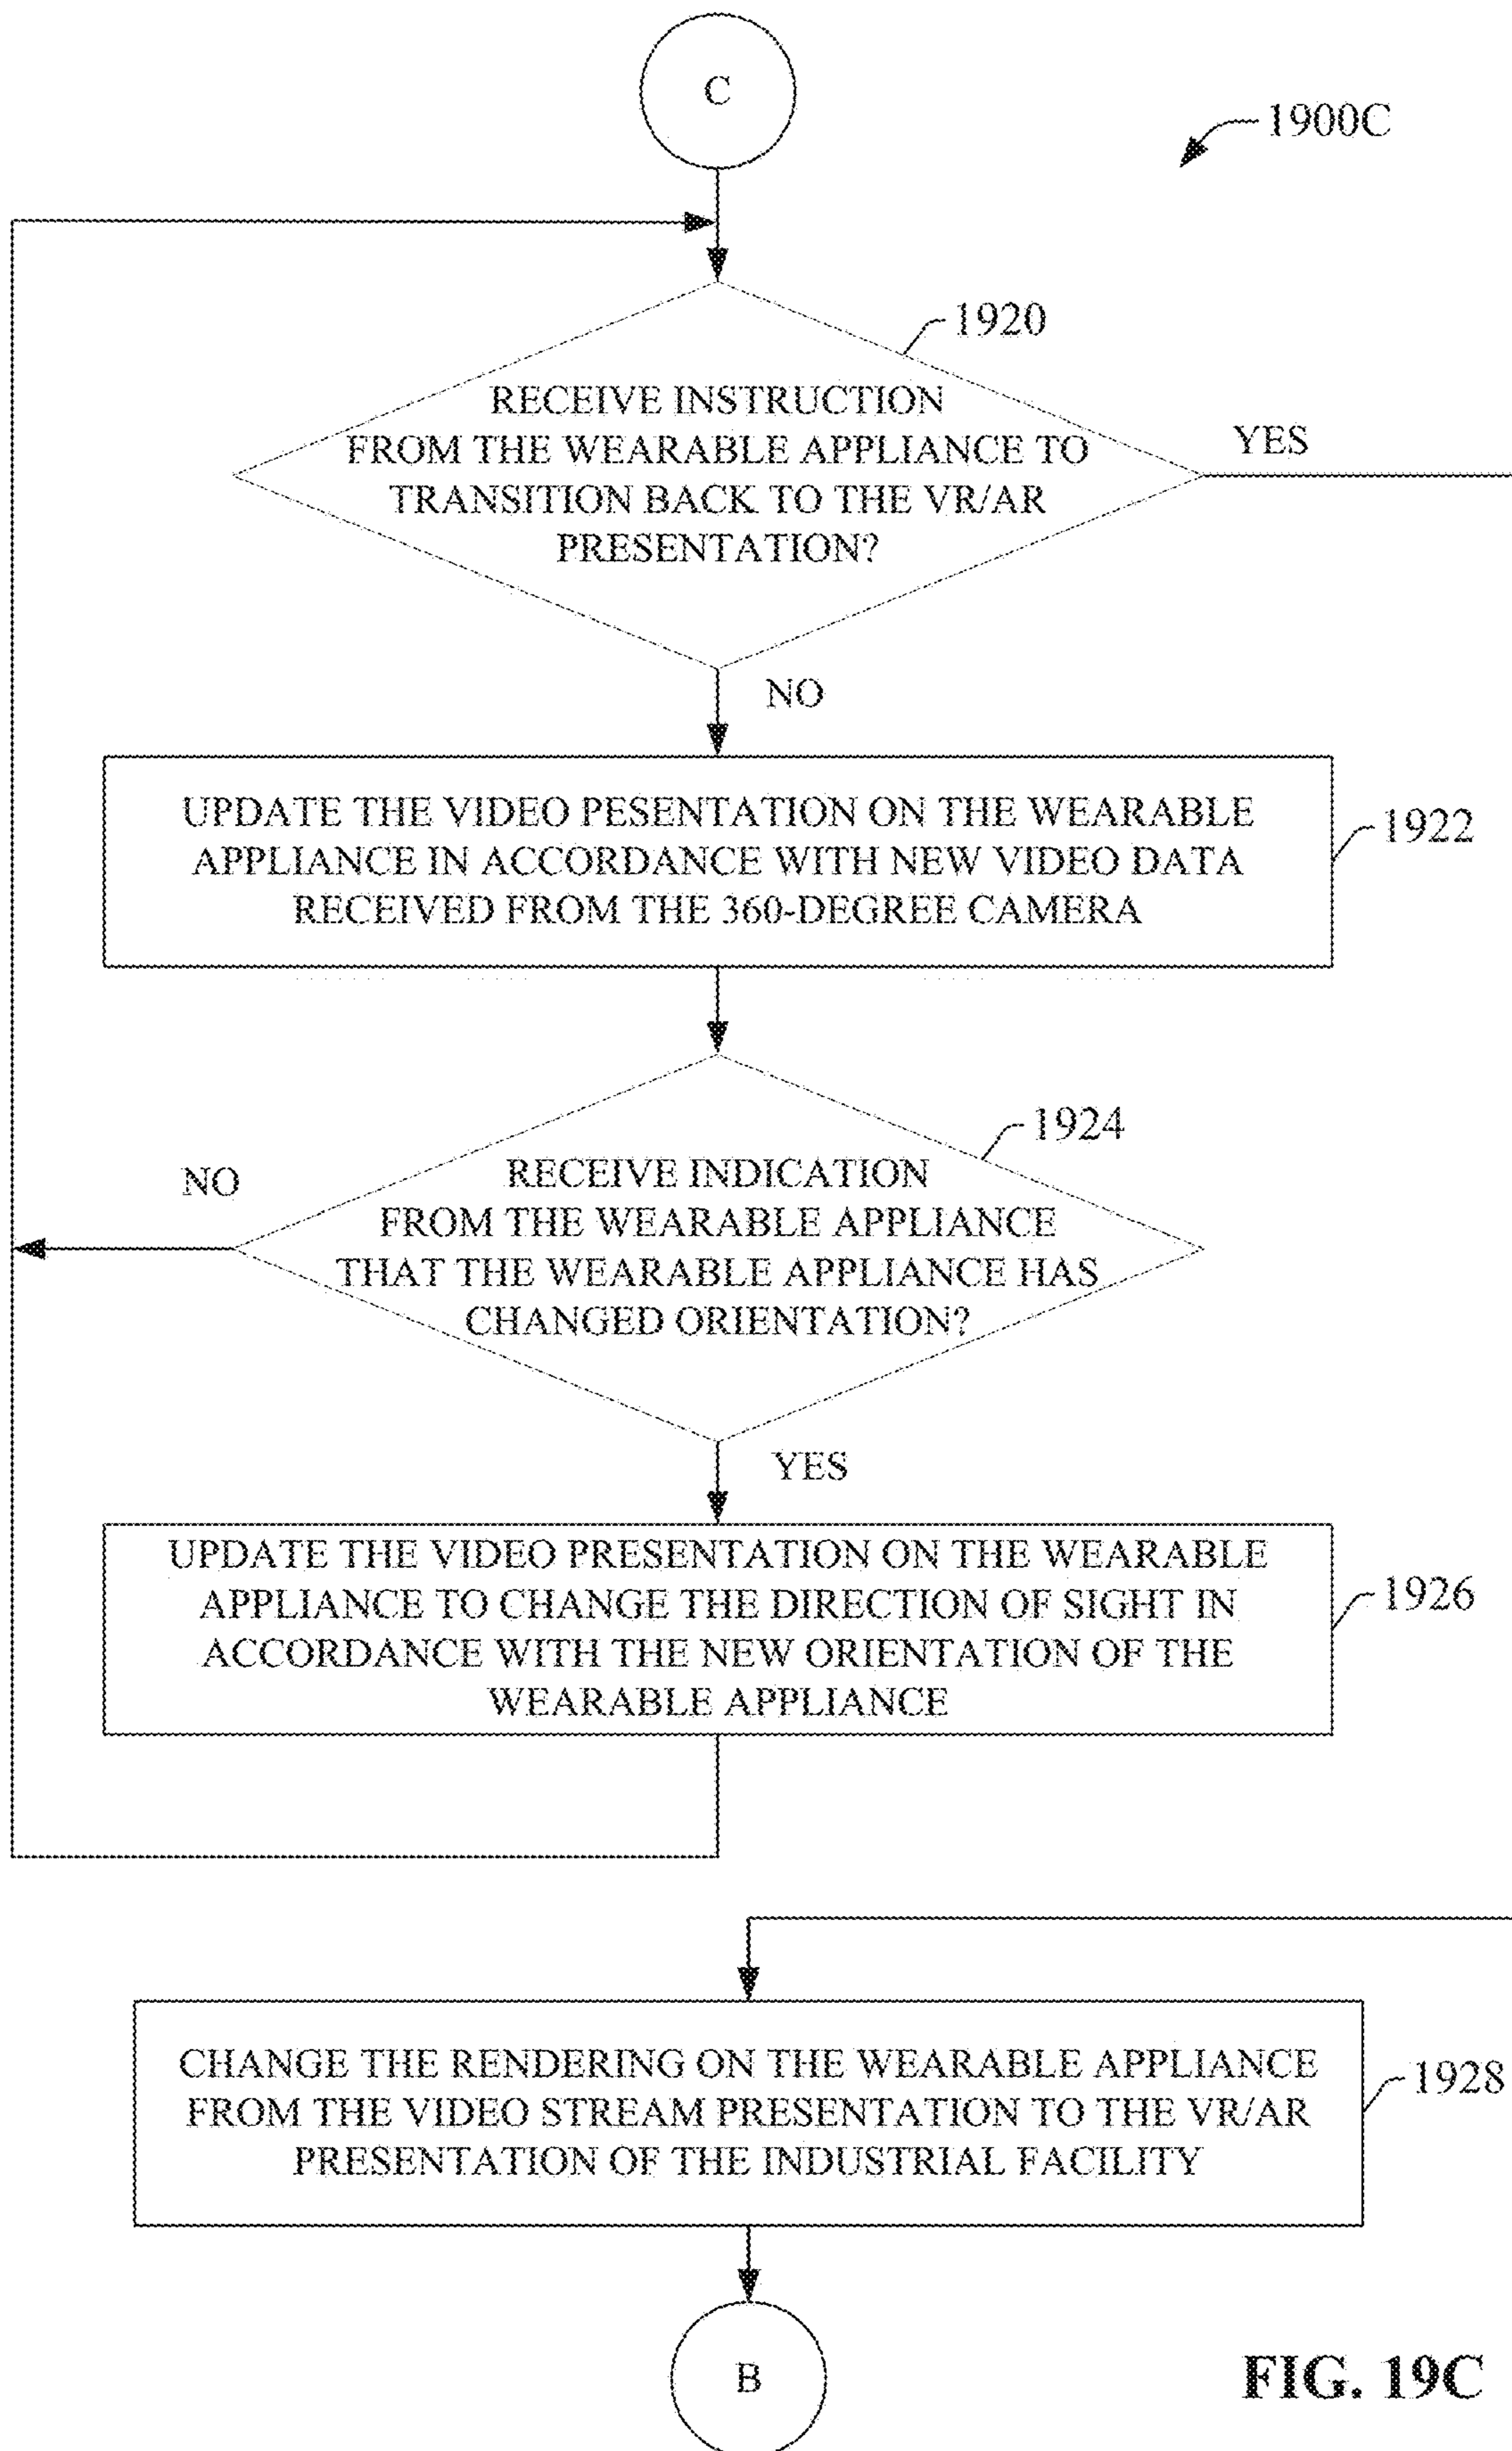 C
1900C
1920
RECEIVE INSTRUCTION
FROM THE WEARABLE APPLIANCE TO
TRANSITION BACK TO THE VR/AR
PRESENTATION?
YES
NO
UPDATE THE VIDEO PESENTATION ON THE WEARABLE
APPLIANCE IN ACCORDANCE WITH NEW VIDEO DATA
RECEIVED FROM THE 360-DEGREE CAMERA
1922
1924
RECEIVE INDICATION
FROM THE WEARABLE APPLIANCE
THAT THE WEARABLE APPLIANCE HAS
CHANGED ORIENTATION?
NO
YES
UPDATE THE VIDEO PRESENTATION ON THE WEARABLE
APPLIANCE TO CHANGE THE DIRECTION OF SIGHT IN
ACCORDANCE WITH THE NEW ORIENTATION OF THE
WEARABLE APPLIANCE
1926
CHANGE THE RENDERING ON THE WEARABLE APPLIANCE
FROM THE VIDEO STREAM PRESENTATION TO THE VR/AR
PRESENTATION OF THE INDUSTRIAL FACILITY
1928
B
FIG. 19C